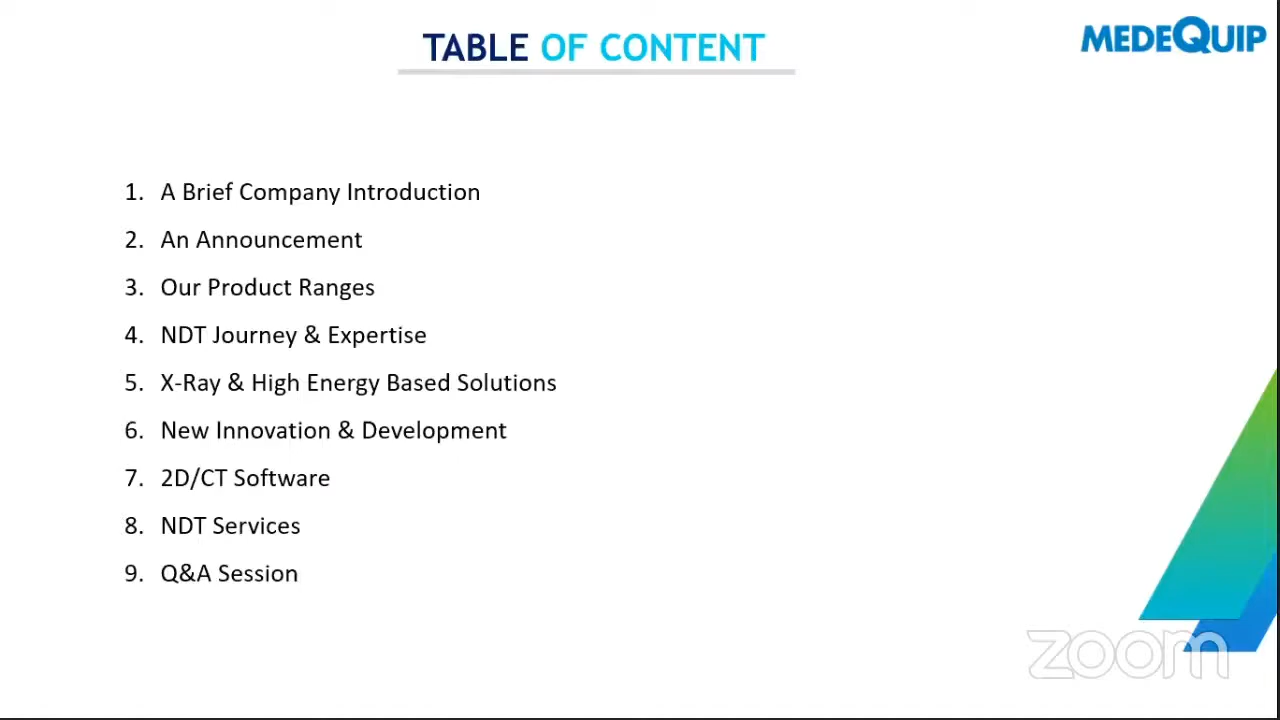 TABLE OF CONTENT
MEDEQUIP
1. A Brief Company Introduction
2. An Announcement
3. Our Product Ranges
4. NDT Journey & Expertise
5. X-Ray & High Energy Based Solutions
6. New Innovation & Development
7. 2D/CT Software
8. NDT Services
9. Q&A Session
zoom